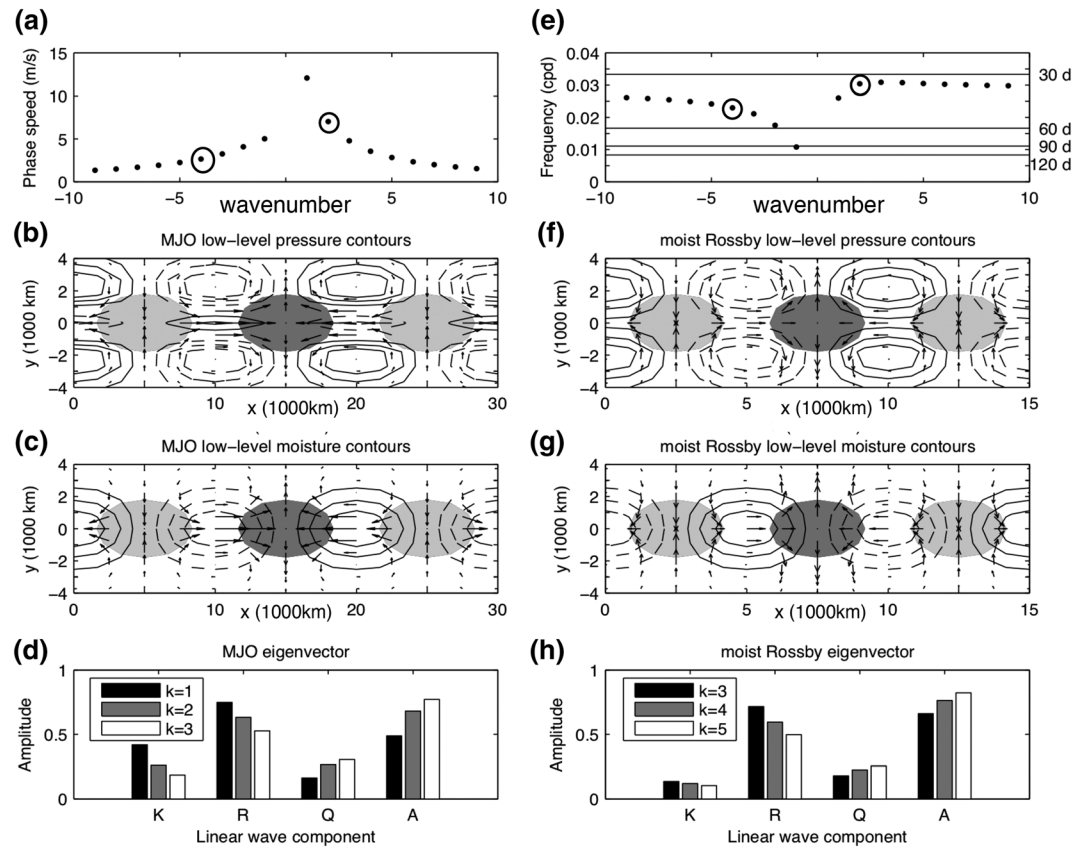 (a)
15
10
5
0
Phase speed (m/s)
−10 −5 0 5 10
wavenumber
(e)
0.04
0.03
0.02
0.01
0
Frequency (cpd)
30 d
60 d
90 d
120 d
−10 −5 0 5 10
wavenumber
(b)
MJO low−level pressure contours
4
2
0
−2
−4
y (1000 km)
0 10 20 30
x (1000km)
(f)
moist Rossby low−level pressure contours
4
2
0
−2
−4
y (1000 km)
0 5 10 15
x (1000km)
(c)
MJO low−level moisture contours
4
2
0
−2
−4
y (1000 km)
0 10 20 30
x (1000km)
(g)
moist Rossby low−level moisture contours
4
2
0
−2
−4
y (1000 km)
0 5 10 15
x (1000km)
(d)
MJO eigenvector
1
0.5
0
Amplitude
k=1
k=2
k=3
K R Q A
Linear wave component
(h)
moist Rossby eigenvector
1
0.5
0
Amplitude
k=3
k=4
k=5
K R Q A
Linear wave component